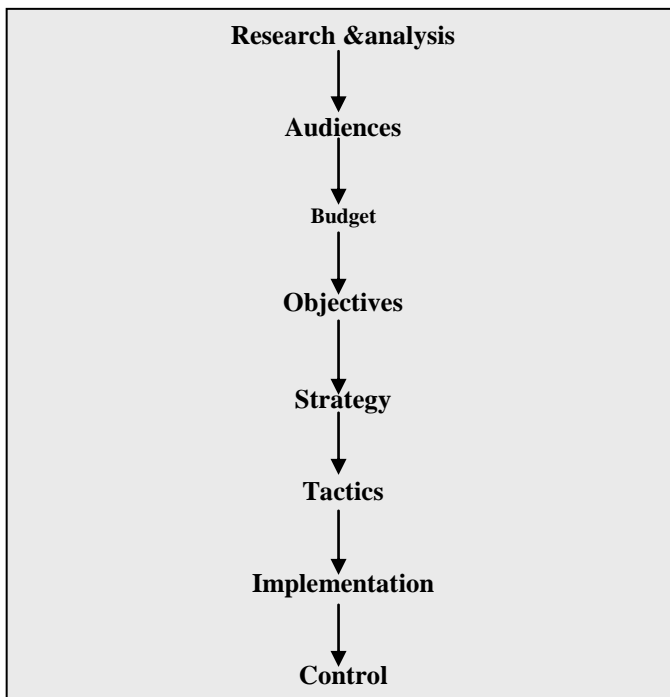 Research &analysis
Audiences
Budget
Objectives
Strategy
Tactics
Implementation
Control